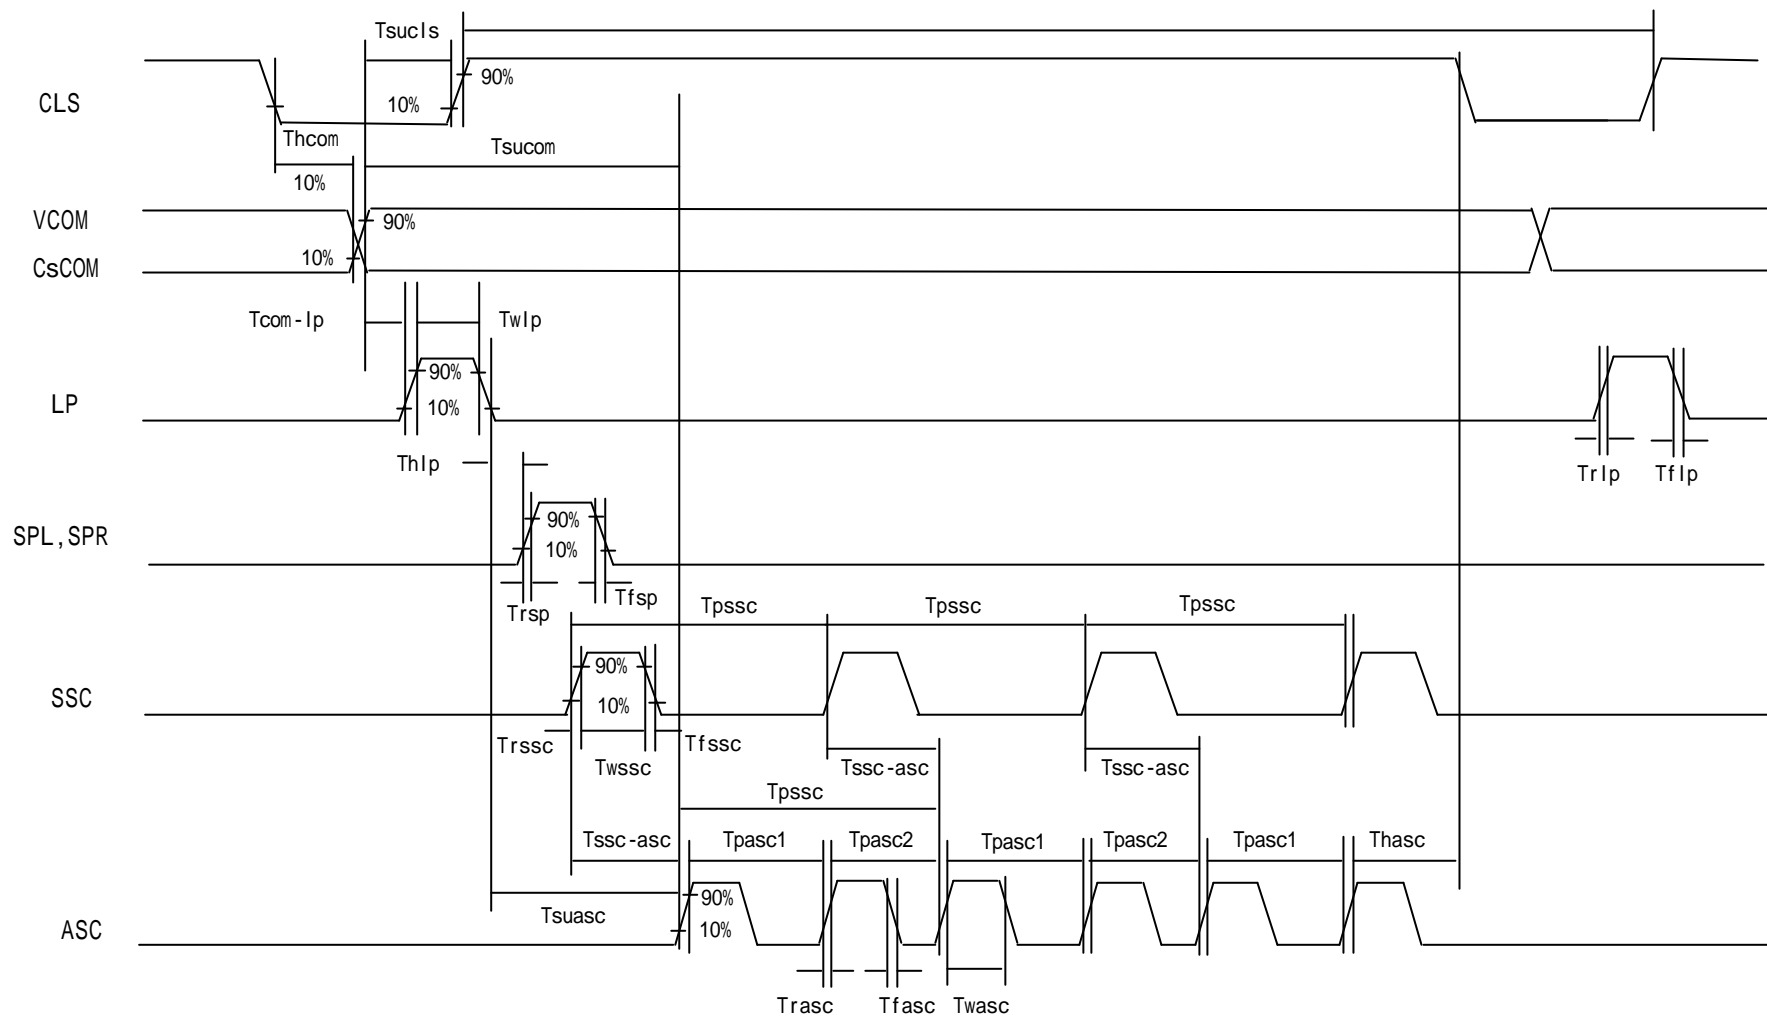 Tsucls
90%
CLS
10%
Thcom
Tsucom
10%
VCOM
90%
10%
CsCOM
Tcom-lp
Twlp
90%
LP
10%
Thlp
Trlp
Tflp
90%
SPL,SPR
10%
Trsp
Tfsp
Tpssc
Tpssc
Tpssc
90%
SSC
10%
Trssc
Tfssc
Twssc
Tssc-asc
Tssc-asc
Tpssc
Tssc-asc
Tpasc1
Tpasc2
Tpasc1
Tpasc2
Tpasc1
Thasc
90%
Tsuasc
ASC
10%
Trasc
Tfasc
Twasc